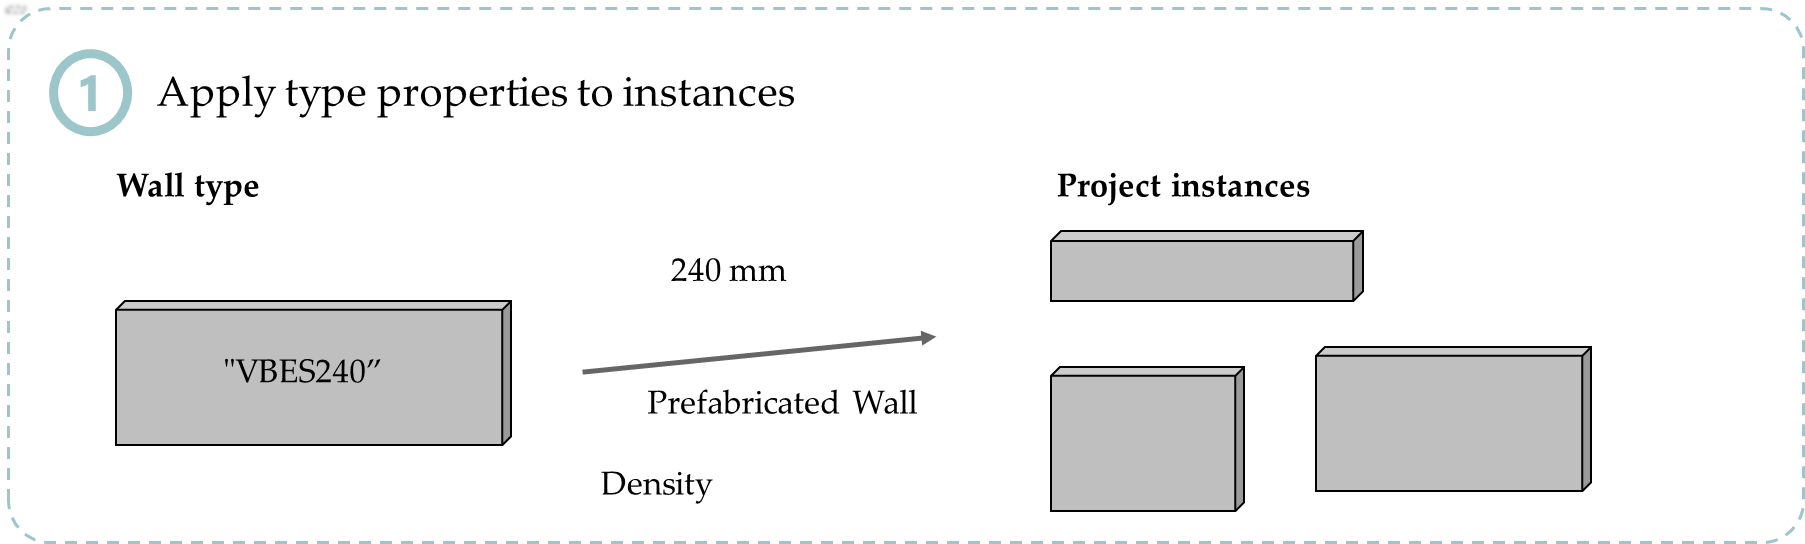 1 Apply type properties to instances
Wall type
Project instances
240 mm
"VBES240”
Prefabricated Wall
Density